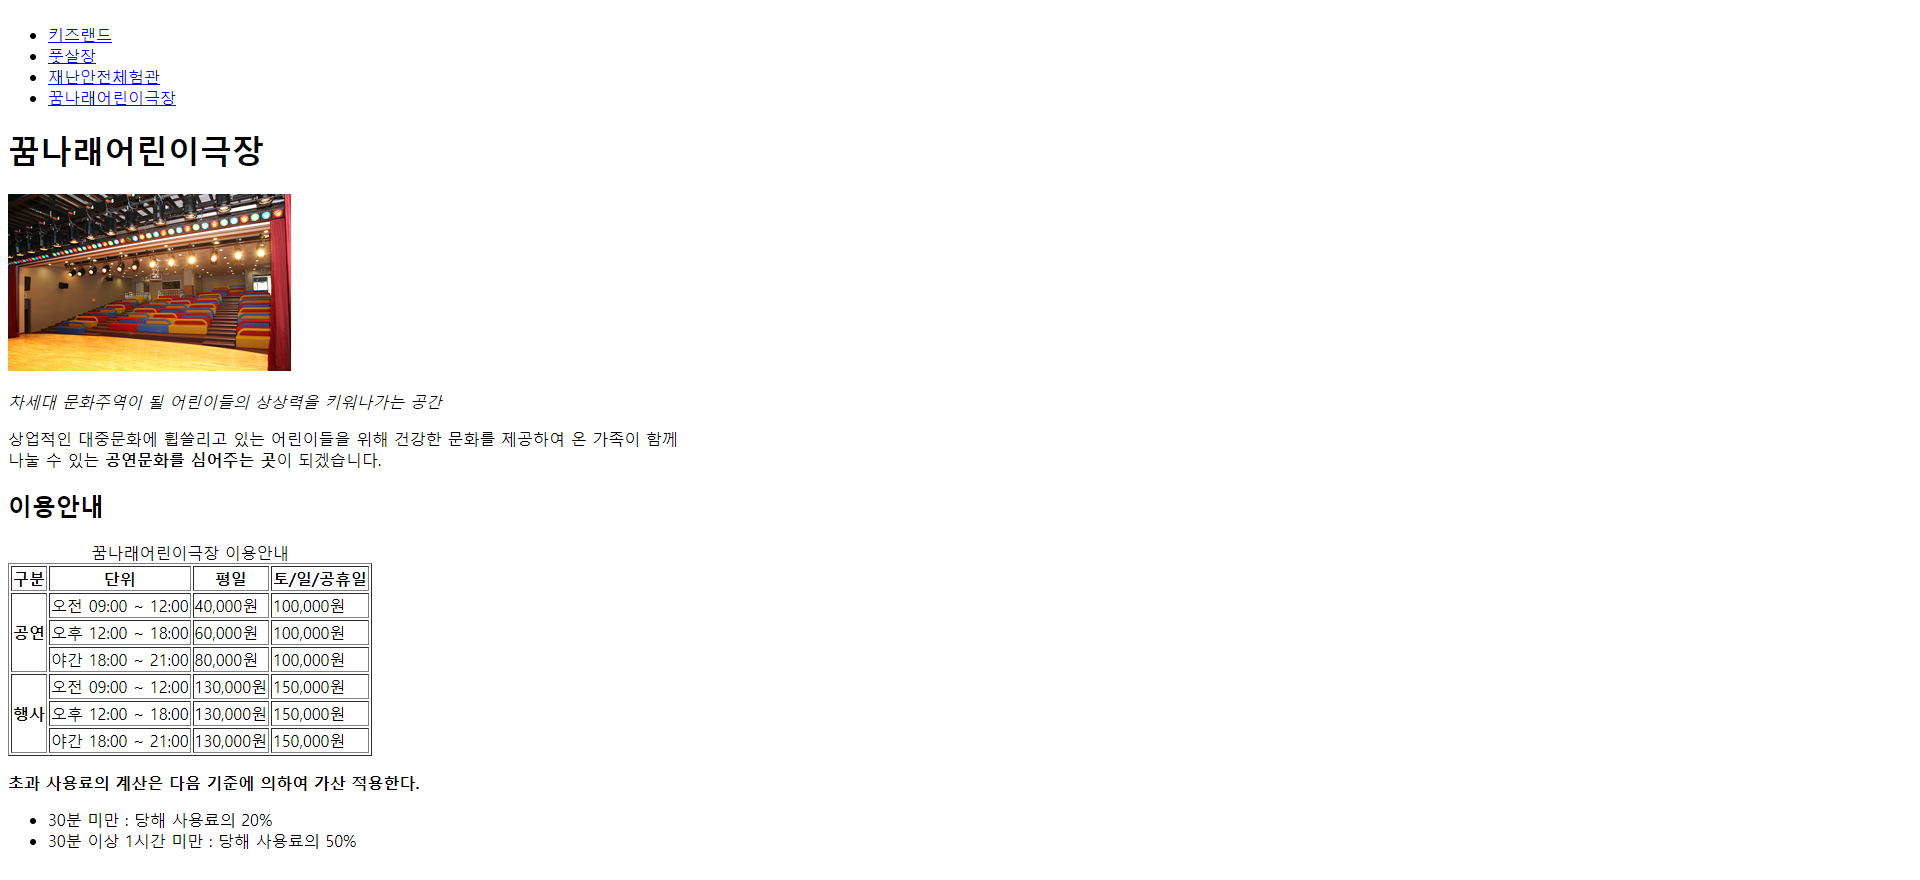 키즈랜드
풋살장
재난안전체험관
꿈나래어린이극장
꿈나래어린이극장
차세대 문화주역이 될 어린이들의 상상력을 키워나가는 공간
상업적인 대중문화에 휩쓸리고 있는 어린이들을 위해 건강한 문화를 제공하여 온 가족이 함께
나눌 수 있는 공연문화를 심어주는 곳이 되겠습니다.
이용안내
꿈나래어린이극장 이용안내
구분 단위 평일 토/일/공휴일
공연 오전 09:00 ~ 12:00 40,000원 100,000원
오후 12:00 ~ 18:00 60,000원 100,000원
야간 18:00 ~ 21:00 80,000원 100,000원
행사 오전 09:00 ~ 12:00 130,000원 150,000원
오후 12:00 ~ 18:00 130,000원 150,000원
야간 18:00 ~ 21:00 130,000원 150,000원
초과 사용료의 계산은 다음 기준에 의하여 가산 적용한다.
30분 미만 : 당해 사용료의 20%
30분 이상 1시간 미만 : 당해 사용료의 50%